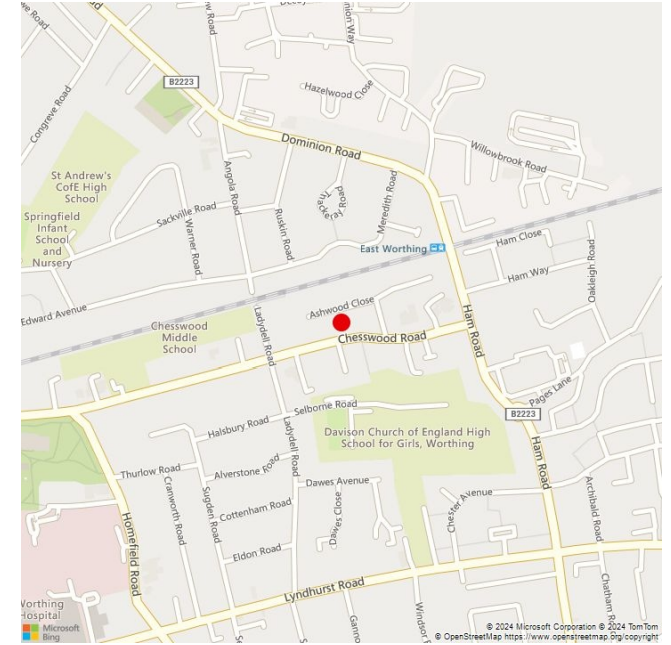 B2223
Hazelwood Close
Congreve Road
Dominion Road
Willowbrook Road
St Andrew's
CofE High
School
Angola Road
Thackeray Road
Meredith Road
Springfield
Infant
School
and
Nursery
Sackville Road
Warner Road
Ruskin Road
East Worthing
Ham Close
Oakleigh Road
Ham Way
Edward Avenue
Ashwood Close
Chesswood
Middle
School
Ladydell Road
Chesswood Road
Ham Road
Pages Lane
Selborne Road
B2223
Halsbury Road
Ladydell Road
Davison Church of England High
School for Girls, Worthing
Ham Road
Thurlow Road
Alverstone Road
Cranworth Road
Sugden Road
Dawes Avenue
Cottenham Road
Dawes Close
Chester Avenue
Archibald Road
Homefield Road
Eldon Road
Lyndhurst Road
Worthing
Hospital
Windsor
Chatham Road
Microsoft
Bing
© 2024 Microsoft Corporation © 2024 TomTom
© OpenStreetMap https://www.openstreetmap.org/copyright